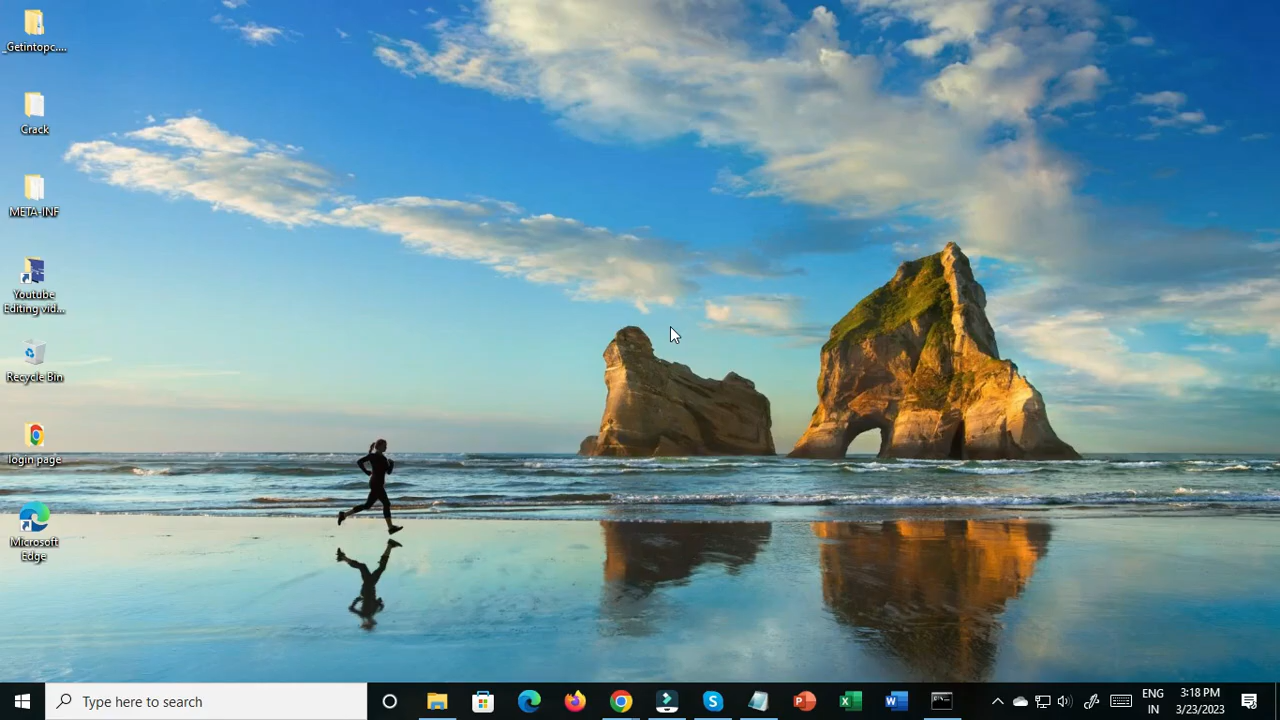 _Getintopc....
Crack
META-INF
Youtube
Editing vid...
Recycle Bin
login page
Microsoft
Edge
Type here to search
ENG
IN
3:18 PM
3/23/2023